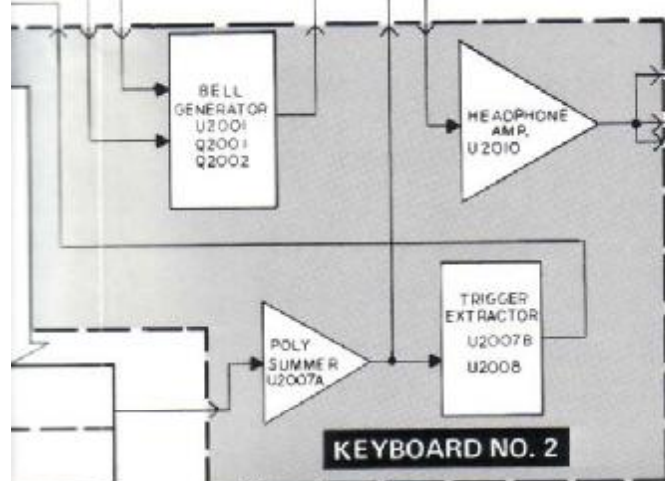 BELL
GENERATOR
U2001
Q2001
Q2002
HEADPHONE
AMP.
U2010
TRIGGER
EXTRACTOR
U2007B
U2008
POLY
SUMMER
U2007A
KEYBOARD NO. 2